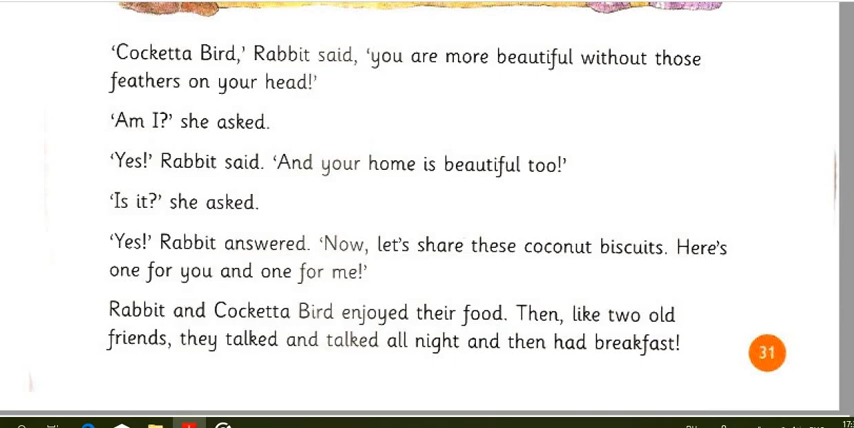 ‘Cocketta Bird,’ Rabbit said, ‘you are more beautiful without those
feathers on your head!’
‘Am I?’ she asked.
‘Yes!’ Rabbit said. ‘And your home is beautiful too!’
‘Is it?’ she asked.
‘Yes!’ Rabbit answered. ‘Now, let’s share these coconut biscuits. Here’s
one for you and one for me!’
Rabbit and Cocketta Bird enjoyed their food. Then, like two old
friends, they talked and talked all night and then had breakfast!
31